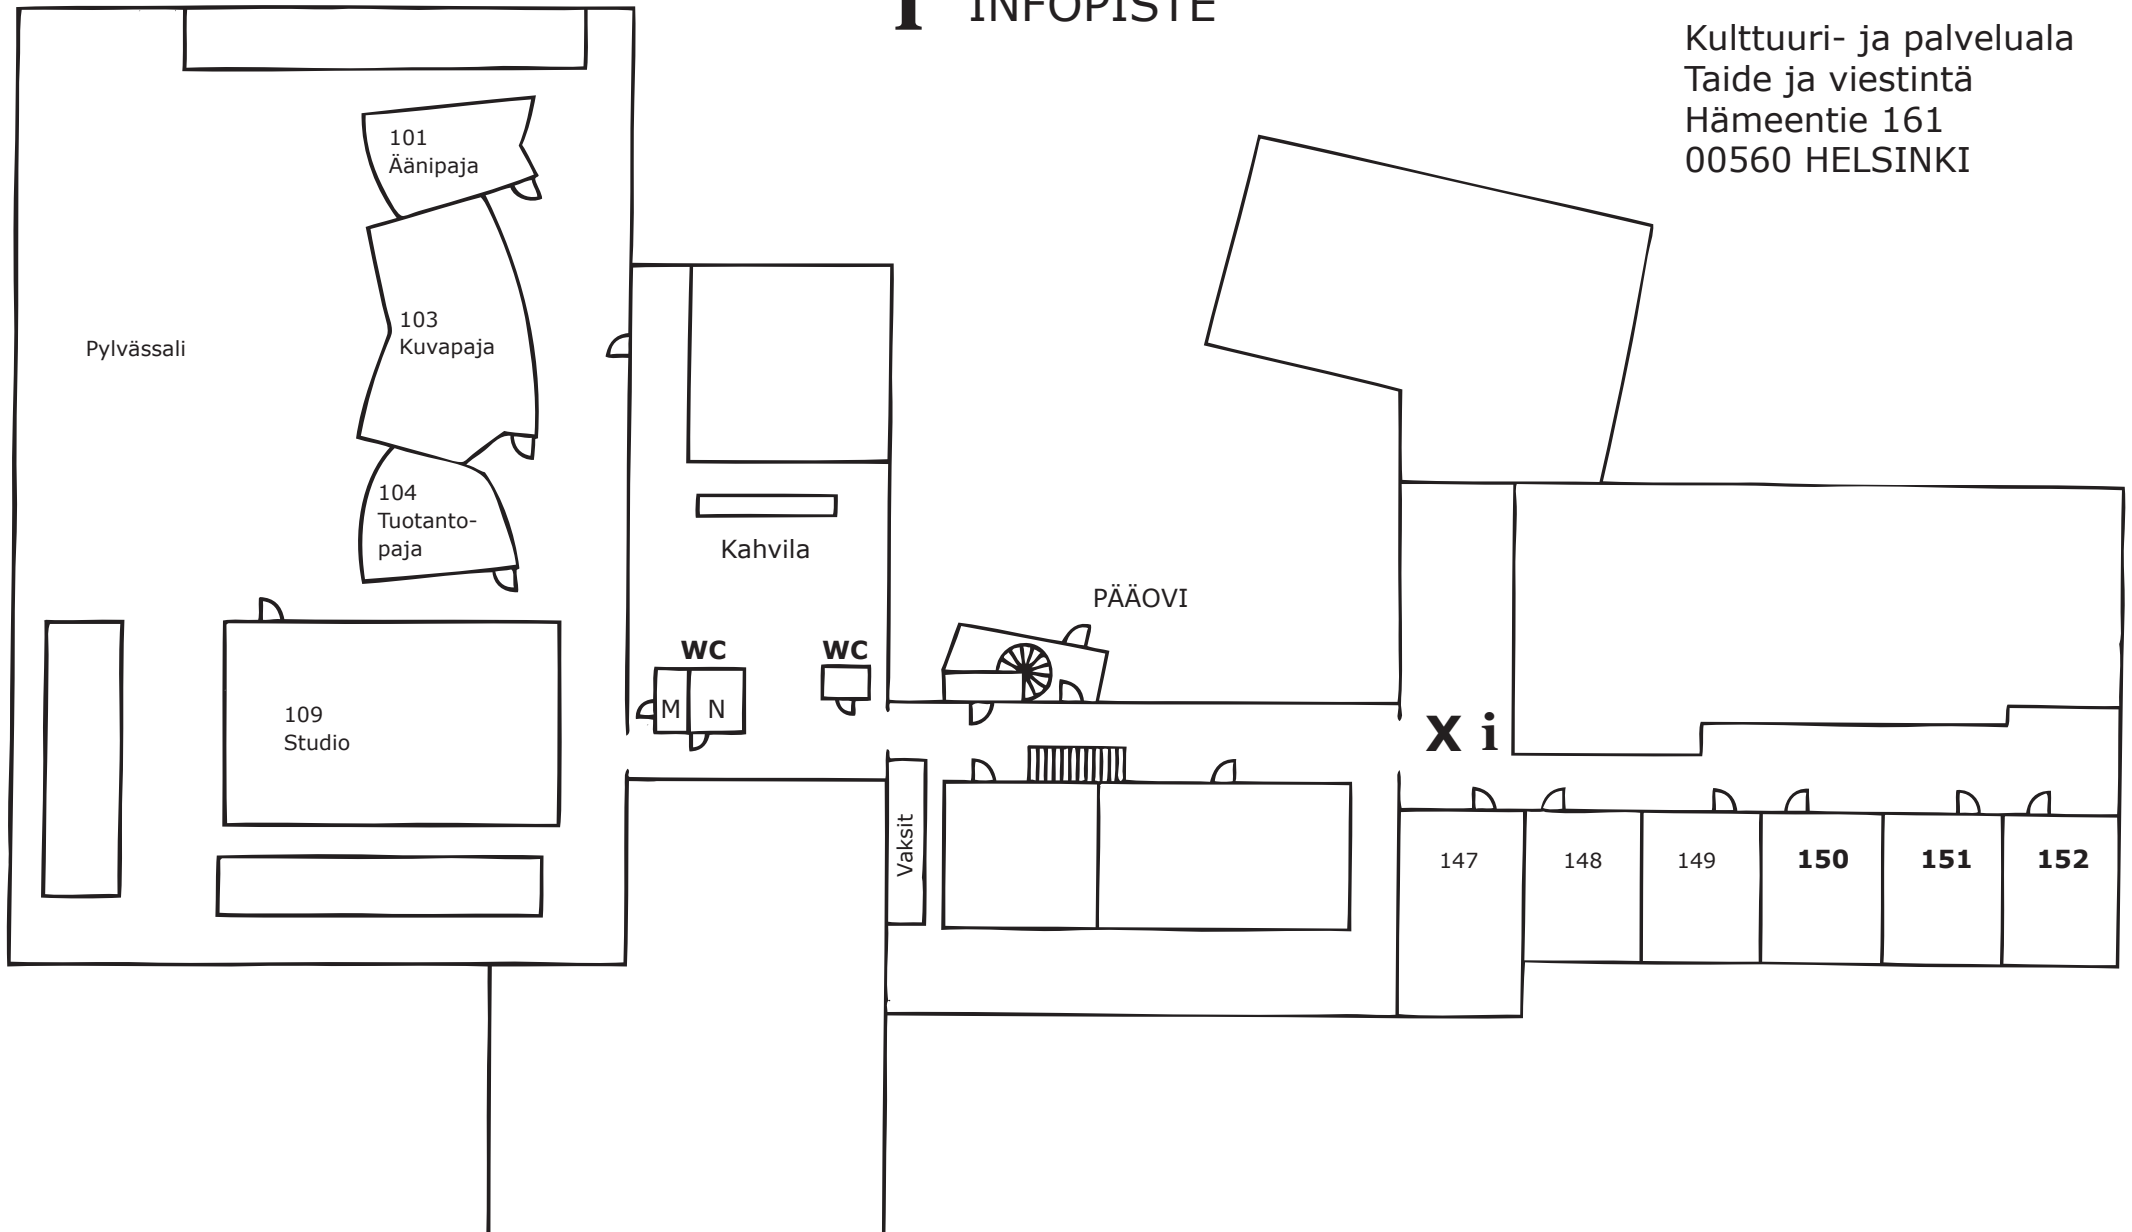 i INFOPISTE
Kulttuuri- ja palveluala
Taide ja viestintä
Hämeentie 161
00560 HELSINKI
101
Äänipaja
103
Kuvapaja
Pylvässali
104
Tuotanto-
paja
Kahvila
PÄÄOVI
WC
WC
M
N
109
Studio
X i
Vaksit
147
148
149
150
151
152